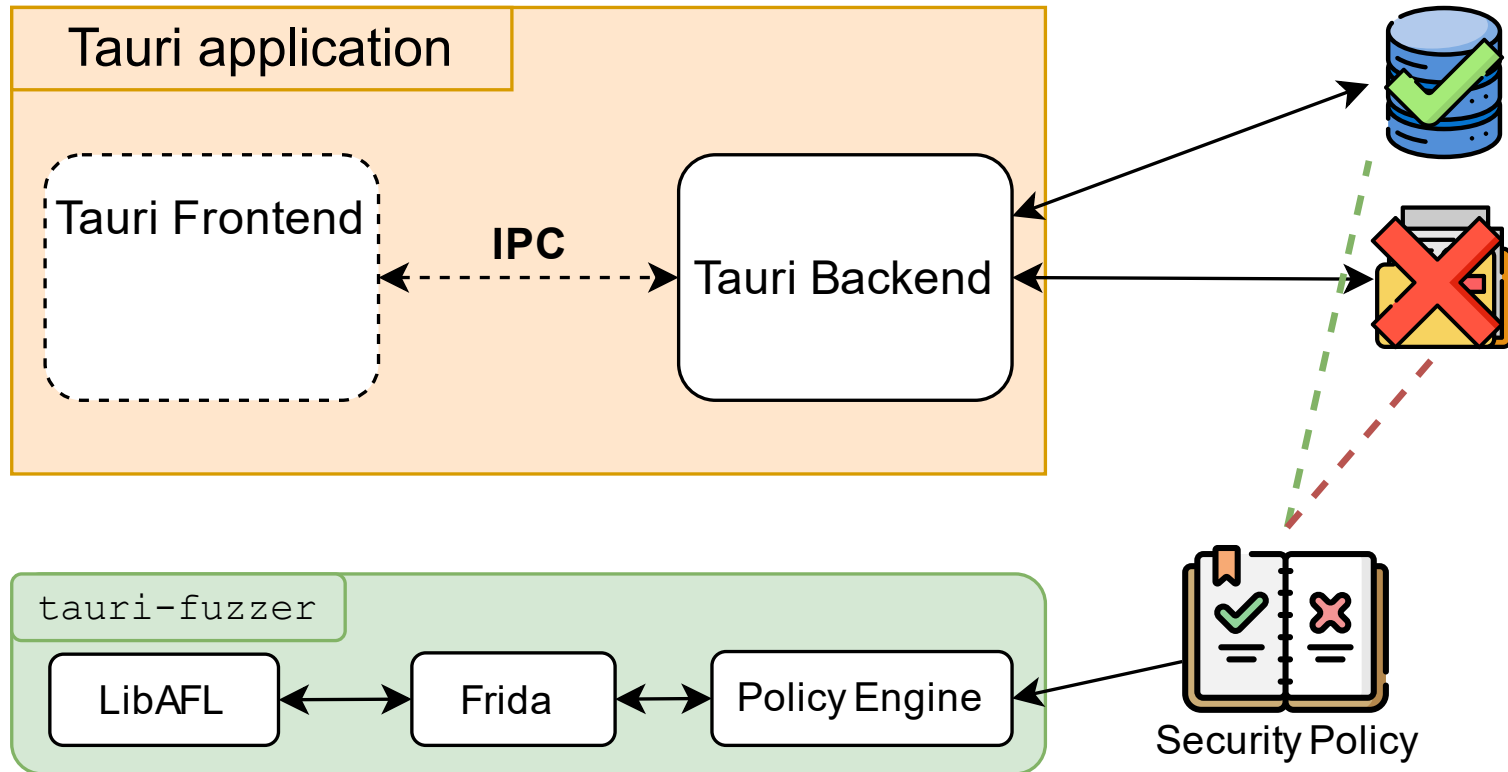 Tauri application
Tauri Frontend
IPC
Tauri Backend
tauri-fuzzer
LibAFL
Frida
Policy Engine
Security Policy